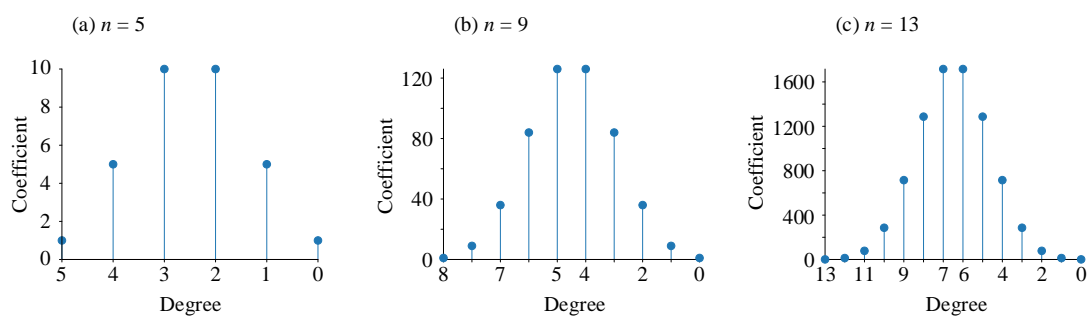 (a) n = 5
10
8
6
4
2
0
Coefficient
5 4 3 2 1 0
Degree
(b) n = 9
120
80
40
0
Coefficient
8 7 5 4 2 0
Degree
(c) n = 13
1600
1200
800
400
0
Coefficient
13 11 9 7 6 4 2 0
Degree